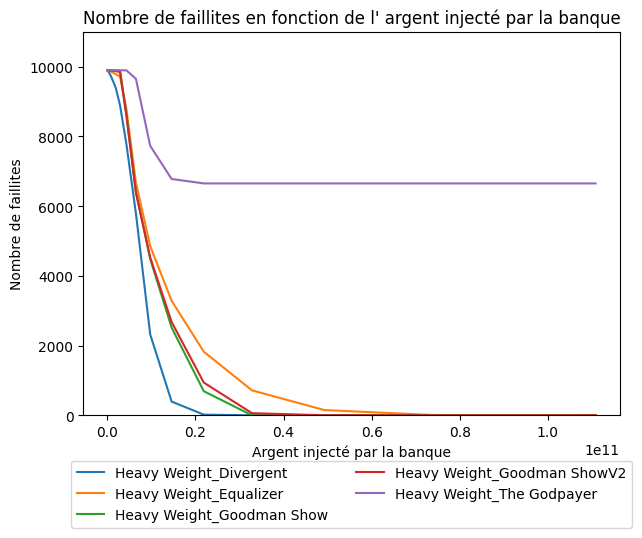 Nombre de faillites en fonction de l' argent injecté par la banque
Nombre de faillites
10000
8000
6000
4000
2000
0
0.0 0.2 0.4 0.6 0.8 1.0
1e11
Argent injecté par la banque
Heavy Weight_Divergent
Heavy Weight_Equalizer
Heavy Weight_Goodman Show
Heavy Weight_Goodman ShowV2
Heavy Weight_The Godpayer